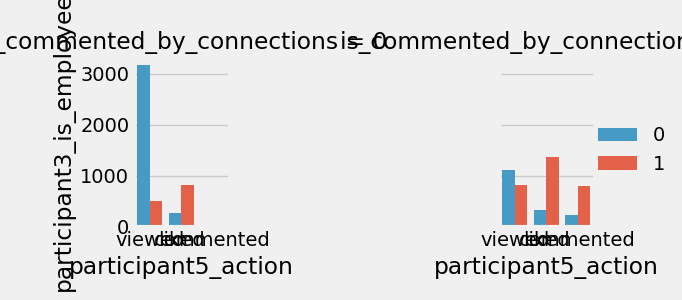 _commented_by_connections = 0
is_commented_by_connection
participant3_is_employee
3000
2000
1000
0
viewed commented
viewed commented
participant5_action
participant5_action
0
1